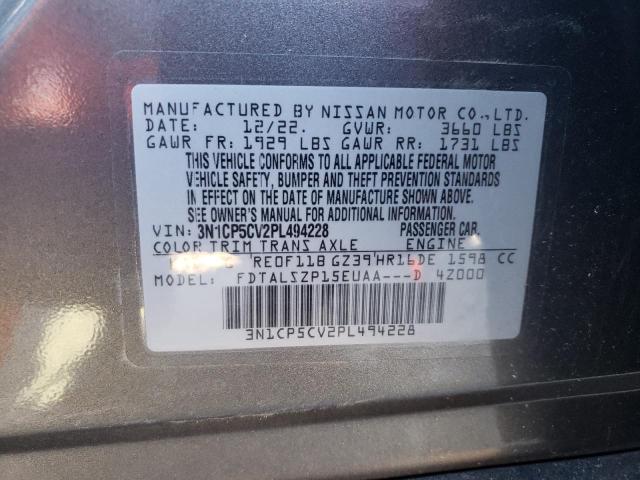 MANUFACTURED BY NISSAN MOTOR CO.,LTD.
DATE: 12/22. GVWR: 3660 LBS
GAWR FR: 1929 LBS GAWR RR: 1731 LBS
THIS VEHICLE CONFORMS TO ALL APPLICABLE FEDERAL MOTOR
VEHICLE SAFETY, BUMPER AND THEFT PREVENTION STANDARDS
IN EFFECT ON THE DATE OF MANUFACTURE SHOWN ABOVE.
SEE OWNER'S MANUAL FOR ADDITIONAL INFORMATION
VIN: 3N1CP5CV2PL494228 PASSENGER CAR.
COLOR TRIM TRANS AXLE ENGINE
RE0F11B GZ39 HR16DE 1598 CC
MODEL: FDTALSZP15EUAA---D 4Z000
3N1CP5CV2PL494228